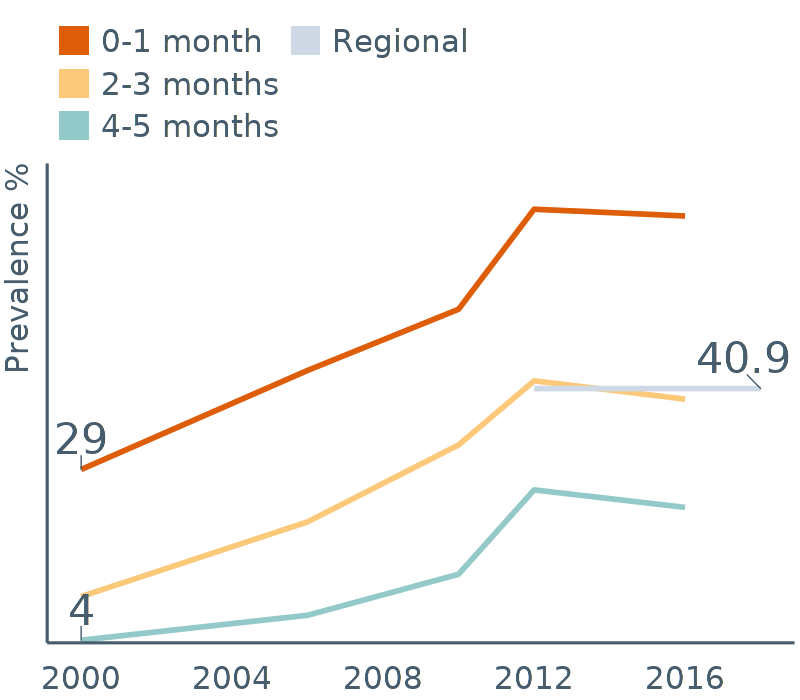 0-1 month
Regional
2-3 months
4-5 months
Prevalence %
40.9
29
4
2000 2004 2008 2012 2016